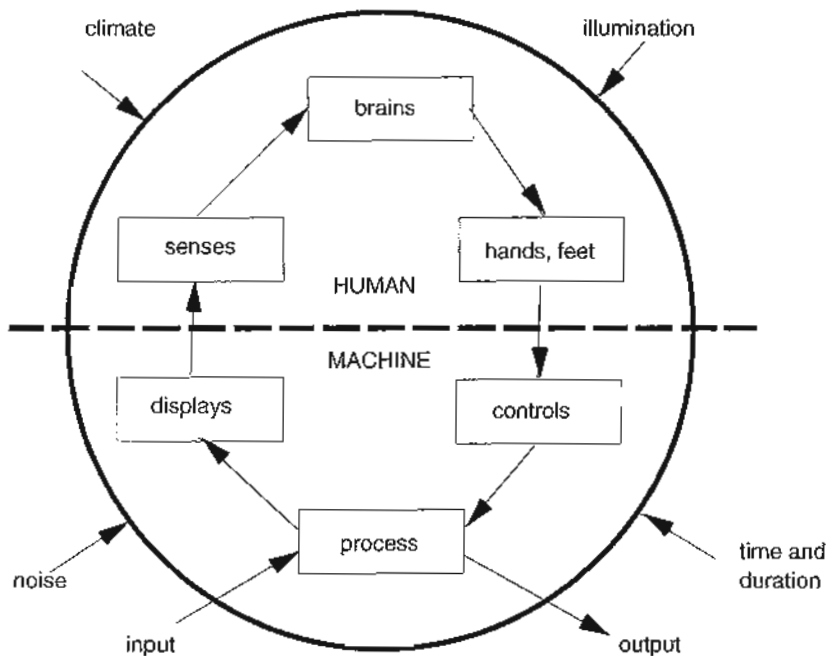 climate
illumination
brains
senses
hands, feet
HUMAN
MACHINE
displays
controls
process
noise
time and
duration
input
output